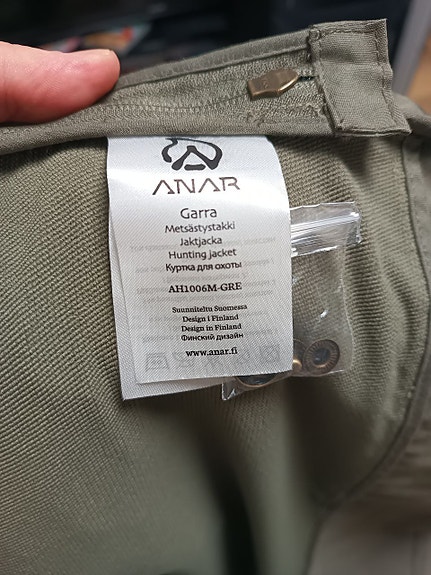 ANAR
Garra
Metsästystakki
Jaktjacka
Hunting jacket
Куртка для охоты
AH1006M-GRE
Suunniteltu Suomessa
Design i Finland
Design in Finland
Финский дизайн
www.anar.fi